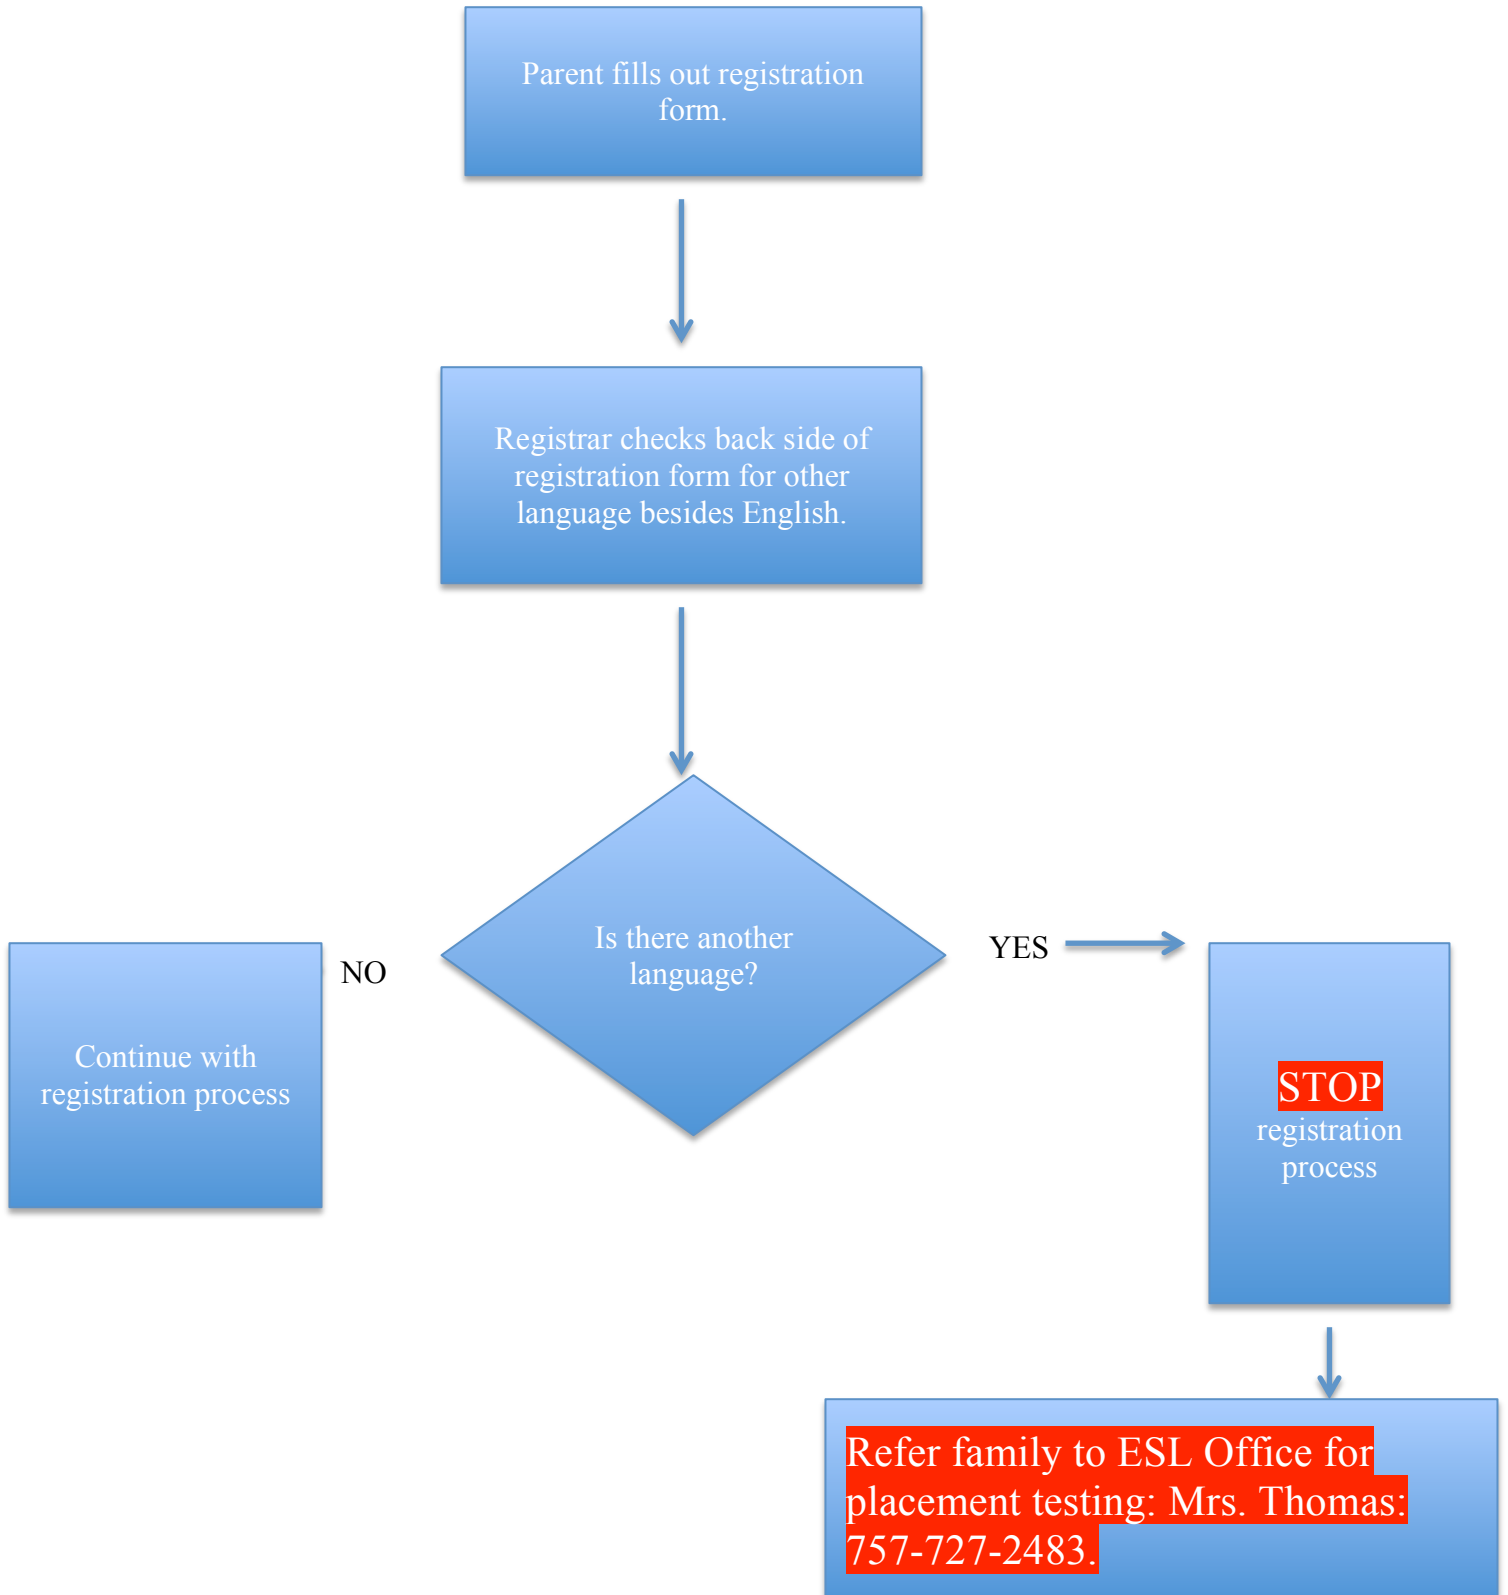 Parent fills out registration
form.
Registrar checks back side of
registration form for other
language besides English.
Is there another
language?
NO
YES
Continue with
registration process
STOP
registration
process
Refer family to ESL Office for
placement testing: Mrs. Thomas:
757-727-2483.